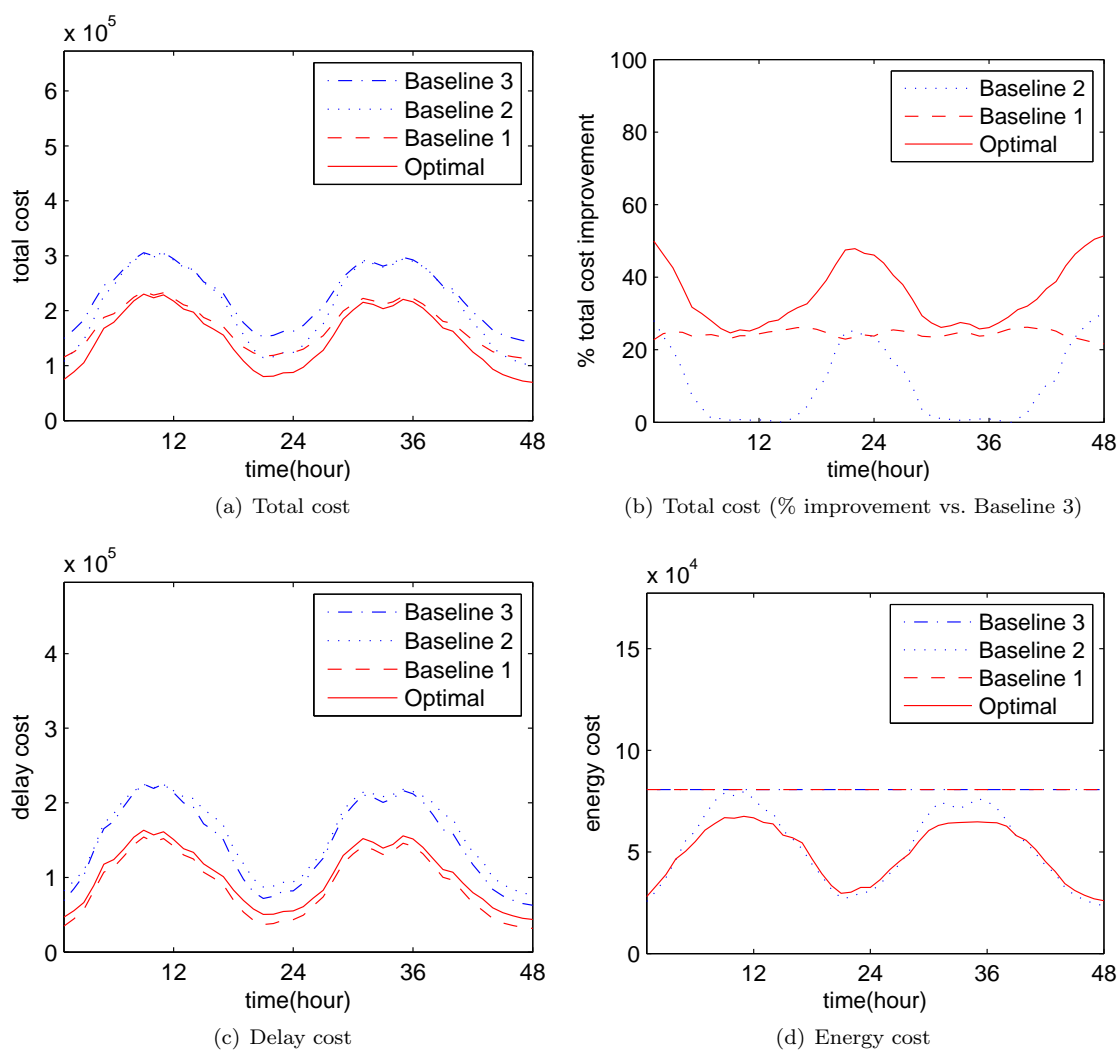 x 10^5
total cost
6
5
4
3
2
1
0
12
24
36
48
time(hour)
Baseline 3
Baseline 2
Baseline 1
Optimal
(a) Total cost
% total cost improvement
100
80
60
40
20
0
12
24
36
48
time(hour)
Baseline 2
Baseline 1
Optimal
(b) Total cost (% improvement vs. Baseline 3)
x 10^5
delay cost
4
3
2
1
0
12
24
36
48
time(hour)
Baseline 3
Baseline 2
Baseline 1
Optimal
(c) Delay cost
x 10^4
energy cost
15
10
5
0
12
24
36
48
time(hour)
Baseline 3
Baseline 2
Baseline 1
Optimal
(d) Energy cost